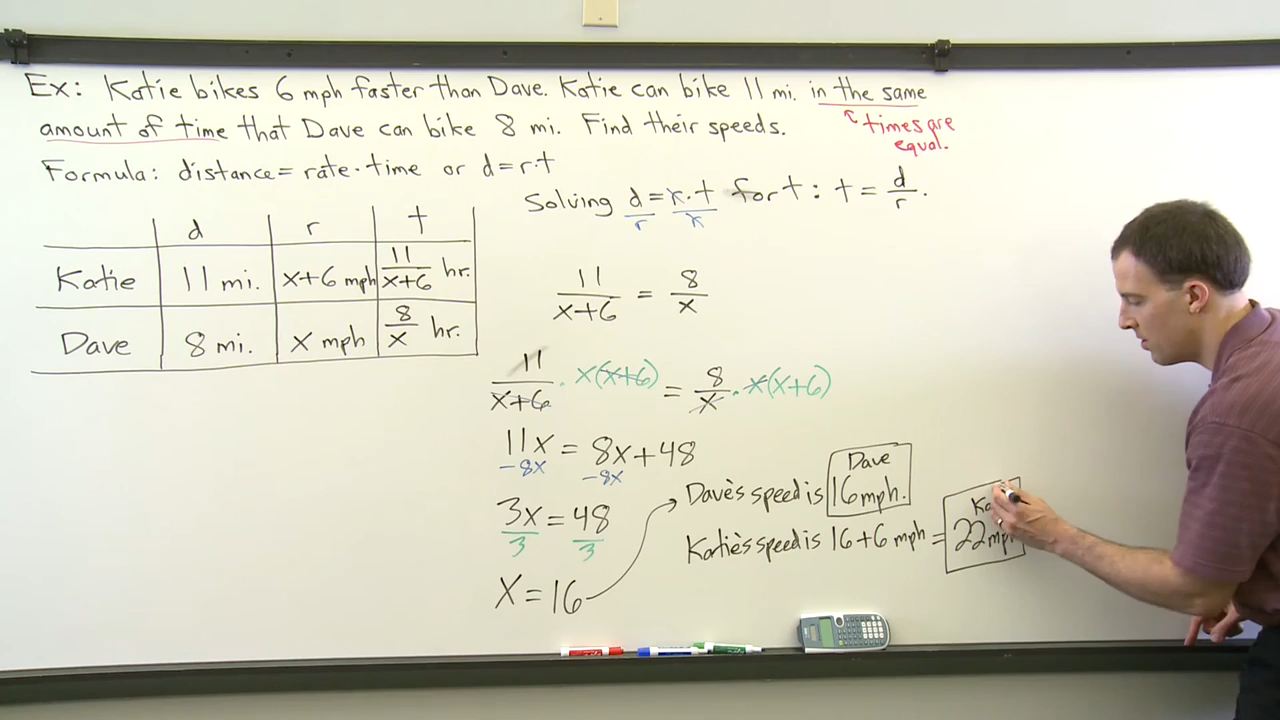 Ex: Katie bikes 6 mph faster than Dave. Katie can bike 11 mi. in the same
amount of time that Dave can bike 8 mi. Find their speeds.
↖ times are
equal.
Formula: distance = rate · time or d = r · t
Solving d = r · t for t : t = d/r.
r r
d r t
Katie 11 mi. x+6 mph 11/(x+6) hr.
Dave 8 mi. x mph 8/x hr.
11/(x+6) = 8/x
11/(x+6) · x(x+6) = 8/x · x(x+6)
11x = 8x + 48
-8x -8x
3x = 48
3 3
x = 16
Dave's speed is 16 mph.
Dave
Katie's speed is 16 + 6 mph = 22 mph